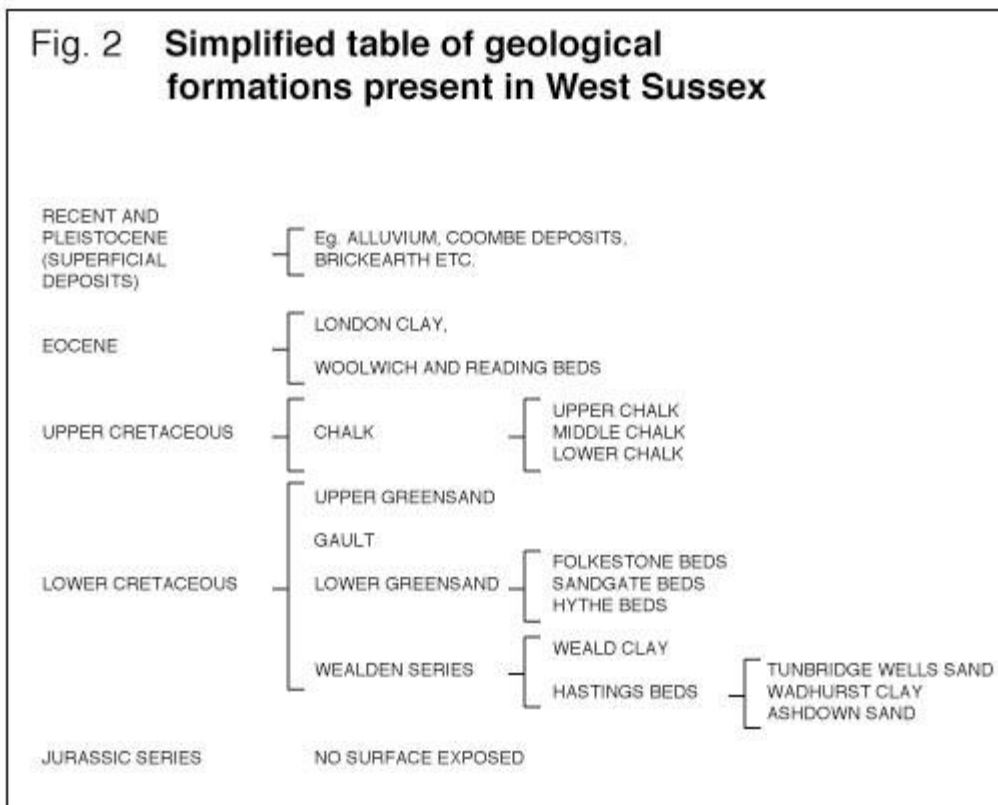 Fig. 2 Simplified table of geological
formations present in West Sussex
RECENT AND
PLEISTOCENE
(SUPERFICIAL
DEPOSITS)
Eg. ALLUVIUM, COOMBE DEPOSITS,
BRICKEARTH ETC.
EOCENE
LONDON CLAY,
WOOLWICH AND READING BEDS
UPPER CRETACEOUS
CHALK
UPPER CHALK
MIDDLE CHALK
LOWER CHALK
LOWER CRETACEOUS
UPPER GREENSAND
GAULT
LOWER GREENSAND
FOLKESTONE BEDS
SANDGATE BEDS
HYTHE BEDS
WEALDEN SERIES
WEALD CLAY
HASTINGS BEDS
TUNBRIDGE WELLS SAND
WADHURST CLAY
ASHDOWN SAND
JURASSIC SERIES
NO SURFACE EXPOSED